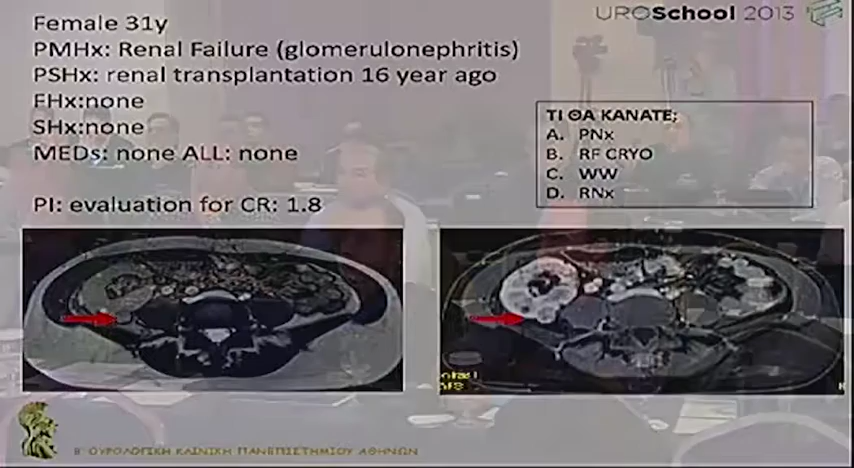 UROSchool 2013
Female 31y
PMHx: Renal Failure (glomerulonephritis)
PSHx: renal transplantation 16 year ago
FHx:none
SHx:none
MEDs: none ALL: none
PI: evaluation for CR: 1.8
ΤΙ ΘΑ ΚΑΝΑΤΕ;
A. PNx
B. RF CRYO
C. WW
D. RNx
Β΄ ΟΥΡΟΛΟΓΙΚΗ ΚΛΙΝΙΚΗ ΠΑΝΕΠΙΣΤΗΜΙΟΥ ΑΘΗΝΩΝ